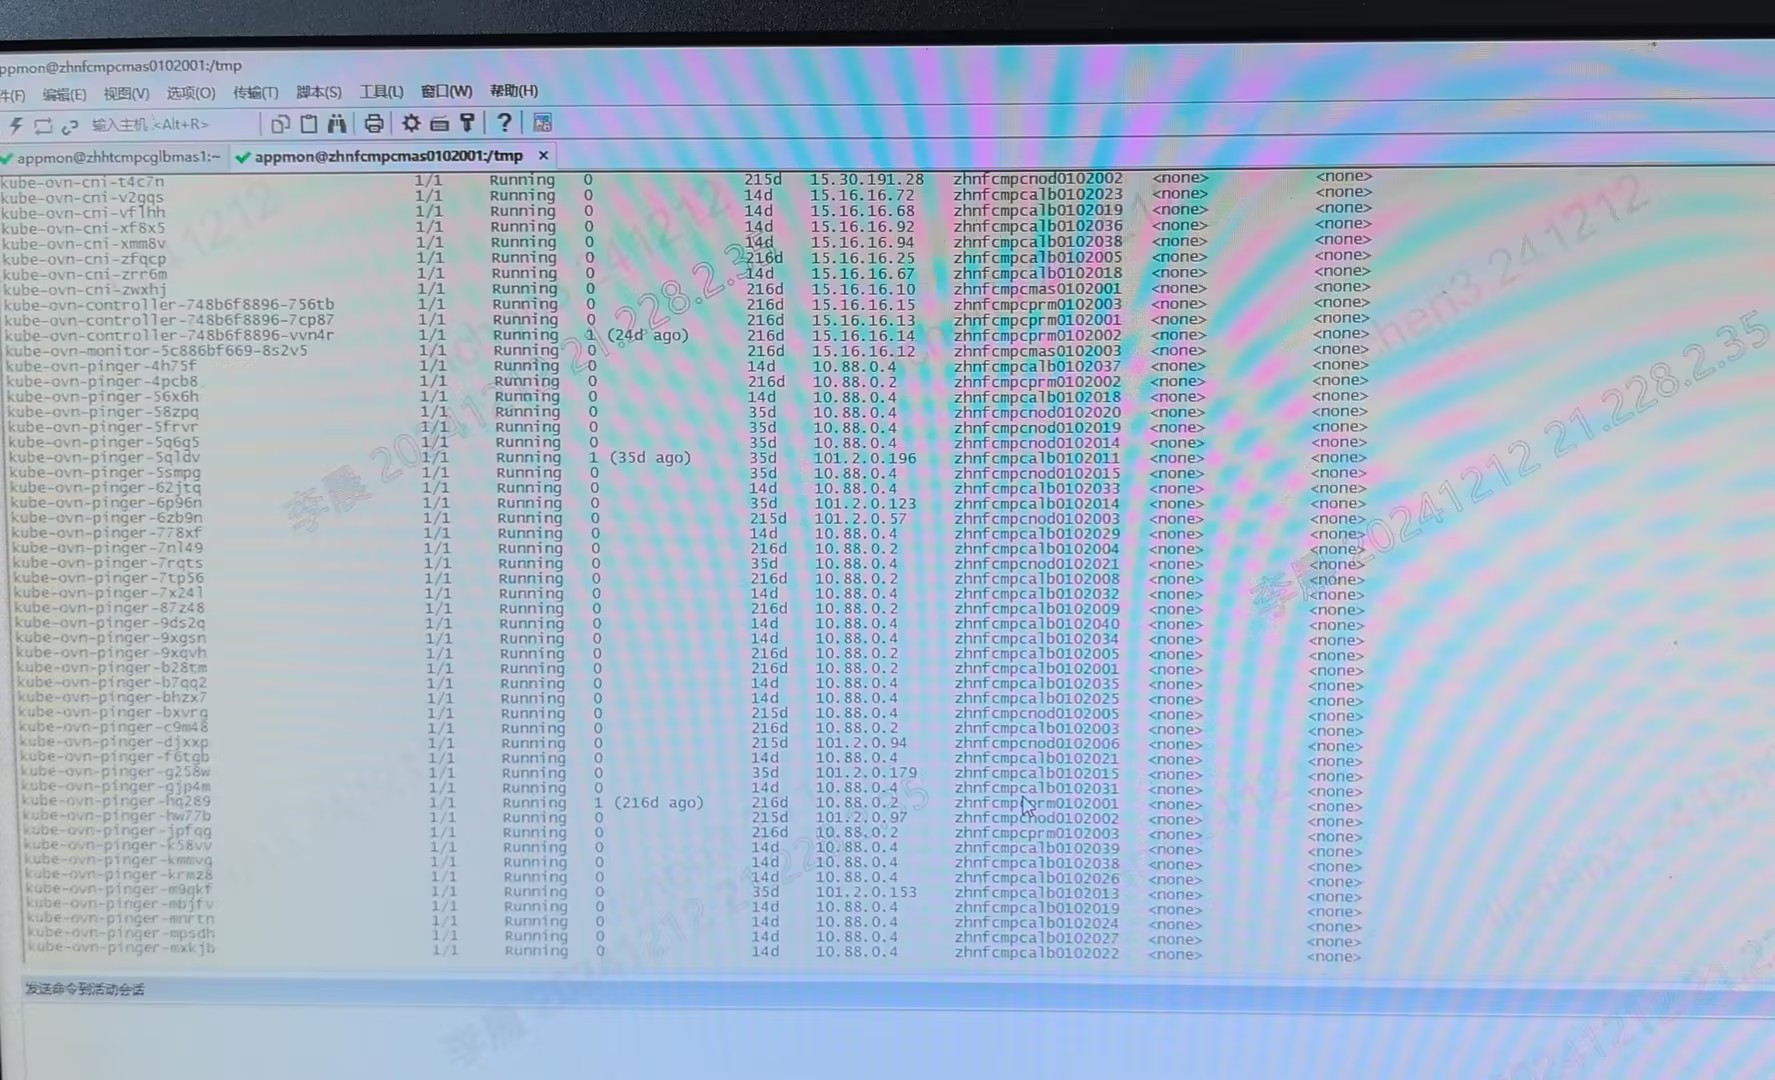 appmon@zhnfcmpcmas0102001:/tmp
件(F) 编辑(E) 视图(V) 选项(O) 传输(T) 脚本(S) 工具(L) 窗口(W) 帮助(H)
输入主机 <Alt+R>
appmon@zhhtcmpcglbmas1:~ appmon@zhnfcmpcmas0102001:/tmp ×
kube-ovn-cni-t4c7n 1/1 Running 0 215d 15.30.191.28 zhnfcmpcnod0102002 <none> <none>
kube-ovn-cni-v2gqs 1/1 Running 0 14d 15.16.16.72 zhnfcmpcalb0102023 <none> <none>
kube-ovn-cni-vflhh 1/1 Running 0 14d 15.16.16.68 zhnfcmpcalb0102019 <none> <none>
kube-ovn-cni-xf8x5 1/1 Running 0 14d 15.16.16.92 zhnfcmpcalb0102036 <none> <none>
kube-ovn-cni-xmm8v 1/1 Running 0 14d 15.16.16.94 zhnfcmpcalb0102038 <none> <none>
kube-ovn-cni-zfqcp 1/1 Running 0 216d 15.16.16.25 zhnfcmpcalb0102005 <none> <none>
kube-ovn-cni-zrr6m 1/1 Running 0 14d 15.16.16.67 zhnfcmpcalb0102018 <none> <none>
kube-ovn-cni-zwxhj 1/1 Running 0 216d 15.16.16.10 zhnfcmpcmas0102001 <none> <none>
kube-ovn-controller-748b6f8896-756tb 1/1 Running 0 216d 15.16.16.15 zhnfcmpcprm0102003 <none> <none>
kube-ovn-controller-748b6f8896-7cp87 1/1 Running 0 216d 15.16.16.13 zhnfcmpcprm0102001 <none> <none>
kube-ovn-controller-748b6f8896-vvn4r 1/1 Running 1 (24d ago) 216d 15.16.16.14 zhnfcmpcprm0102002 <none> <none>
kube-ovn-monitor-5c886bf669-8s2v5 1/1 Running 0 216d 15.16.16.12 zhnfcmpcmas0102003 <none> <none>
kube-ovn-pinger-4h75f 1/1 Running 0 14d 10.88.0.4 zhnfcmpcalb0102037 <none> <none>
kube-ovn-pinger-4pcb8 1/1 Running 0 216d 10.88.0.2 zhnfcmpcprm0102002 <none> <none>
kube-ovn-pinger-56x6h 1/1 Running 0 14d 10.88.0.4 zhnfcmpcalb0102018 <none> <none>
kube-ovn-pinger-58zpq 1/1 Running 0 35d 10.88.0.4 zhnfcmpcnod0102020 <none> <none>
kube-ovn-pinger-5frvr 1/1 Running 0 35d 10.88.0.4 zhnfcmpcnod0102019 <none> <none>
kube-ovn-pinger-5q6g5 1/1 Running 0 35d 10.88.0.4 zhnfcmpcnod0102014 <none> <none>
kube-ovn-pinger-5qldv 1/1 Running 1 (35d ago) 35d 101.2.0.196 zhnfcmpcalb0102011 <none> <none>
kube-ovn-pinger-5smpg 1/1 Running 0 35d 10.88.0.4 zhnfcmpcnod0102015 <none> <none>
kube-ovn-pinger-62jtq 1/1 Running 0 14d 10.88.0.4 zhnfcmpcalb0102033 <none> <none>
kube-ovn-pinger-6p96n 1/1 Running 0 35d 101.2.0.123 zhnfcmpcalb0102014 <none> <none>
kube-ovn-pinger-6zb9n 1/1 Running 0 215d 101.2.0.57 zhnfcmpcnod0102003 <none> <none>
kube-ovn-pinger-778xf 1/1 Running 0 14d 10.88.0.4 zhnfcmpcalb0102029 <none> <none>
kube-ovn-pinger-7nl49 1/1 Running 0 216d 10.88.0.2 zhnfcmpcalb0102004 <none> <none>
kube-ovn-pinger-7rqts 1/1 Running 0 35d 10.88.0.4 zhnfcmpcnod0102021 <none> <none>
kube-ovn-pinger-7tp56 1/1 Running 0 216d 10.88.0.2 zhnfcmpcalb0102008 <none> <none>
kube-ovn-pinger-7x24l 1/1 Running 0 14d 10.88.0.4 zhnfcmpcalb0102032 <none> <none>
kube-ovn-pinger-87z48 1/1 Running 0 216d 10.88.0.2 zhnfcmpcalb0102009 <none> <none>
kube-ovn-pinger-9ds2q 1/1 Running 0 14d 10.88.0.4 zhnfcmpcalb0102040 <none> <none>
kube-ovn-pinger-9xgsn 1/1 Running 0 14d 10.88.0.4 zhnfcmpcalb0102034 <none> <none>
kube-ovn-pinger-9xqvh 1/1 Running 0 216d 10.88.0.2 zhnfcmpcalb0102005 <none> <none>
kube-ovn-pinger-b28tm 1/1 Running 0 216d 10.88.0.2 zhnfcmpcalb0102001 <none> <none>
kube-ovn-pinger-b7qq2 1/1 Running 0 14d 10.88.0.4 zhnfcmpcalb0102035 <none> <none>
kube-ovn-pinger-bhzx7 1/1 Running 0 14d 10.88.0.4 zhnfcmpcalb0102025 <none> <none>
kube-ovn-pinger-bxvrg 1/1 Running 0 215d 10.88.0.4 zhnfcmpcnod0102005 <none> <none>
kube-ovn-pinger-c9m48 1/1 Running 0 216d 10.88.0.2 zhnfcmpcalb0102003 <none> <none>
kube-ovn-pinger-djxxp 1/1 Running 0 215d 101.2.0.94 zhnfcmpcnod0102006 <none> <none>
kube-ovn-pinger-f6tgb 1/1 Running 0 14d 10.88.0.4 zhnfcmpcalb0102021 <none> <none>
kube-ovn-pinger-g258w 1/1 Running 0 35d 101.2.0.179 zhnfcmpcalb0102015 <none> <none>
kube-ovn-pinger-gjp4m 1/1 Running 0 14d 10.88.0.4 zhnfcmpcalb0102031 <none> <none>
kube-ovn-pinger-hq289 1/1 Running 1 (216d ago) 216d 10.88.0.2 zhnfcmpcprm0102001 <none> <none>
kube-ovn-pinger-hw77b 1/1 Running 0 215d 101.2.0.97 zhnfcmpcnod0102002 <none> <none>
kube-ovn-pinger-jpfqg 1/1 Running 0 216d 10.88.0.2 zhnfcmpcprm0102003 <none> <none>
kube-ovn-pinger-k58vv 1/1 Running 0 14d 10.88.0.4 zhnfcmpcalb0102039 <none> <none>
kube-ovn-pinger-kmmvg 1/1 Running 0 14d 10.88.0.4 zhnfcmpcalb0102038 <none> <none>
kube-ovn-pinger-krmz8 1/1 Running 0 14d 10.88.0.4 zhnfcmpcalb0102026 <none> <none>
kube-ovn-pinger-m9qkf 1/1 Running 0 35d 101.2.0.153 zhnfcmpcalb0102013 <none> <none>
kube-ovn-pinger-mbjfv 1/1 Running 0 14d 10.88.0.4 zhnfcmpcalb0102019 <none> <none>
kube-ovn-pinger-mnrtn 1/1 Running 0 14d 10.88.0.4 zhnfcmpcalb0102024 <none> <none>
kube-ovn-pinger-mpsdh 1/1 Running 0 14d 10.88.0.4 zhnfcmpcalb0102027 <none> <none>
kube-ovn-pinger-mxkjb 1/1 Running 0 14d 10.88.0.4 zhnfcmpcalb0102022 <none> <none>
发送命令到活动会话
李晨 20241212 21.228.2.35